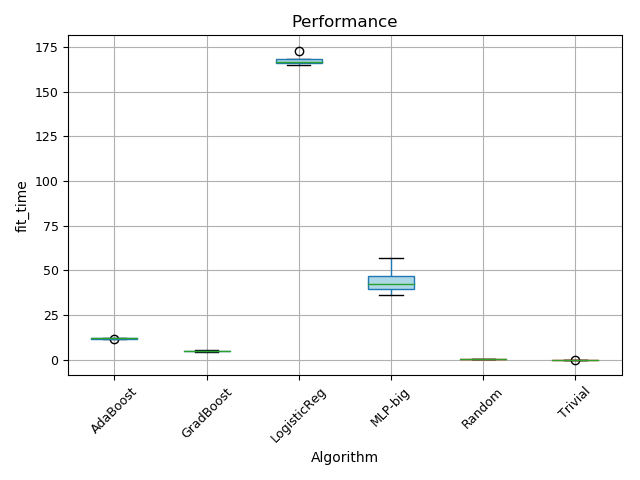 Performance
fit_time
175
150
125
100
75
50
25
0
AdaBoost
GradBoost
LogisticReg
MLP-big
Random
Trivial
Algorithm